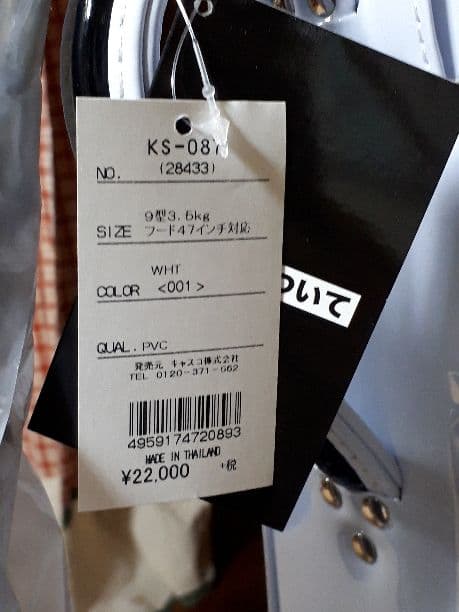 KS-087
NO. (28433)
9型3.5kg
SIZE フード47インチ対応
WHT
COLOR <001>
QUAL. PVC
発売元 キャスコ株式会社
TEL 0120-371-562
4959174720893
MADE IN THAILAND
¥22,000 +税
ついて